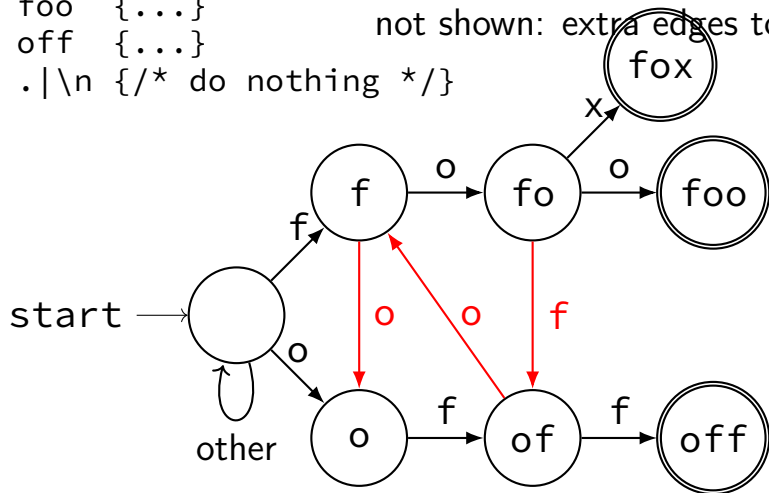 foo {...}
not shown: extra edges to
off {...}
fox
.|\n {/* do nothing */}
x
f
o
fo
o
foo
f
start
o
o
f
o
other
o
f
of
f
off